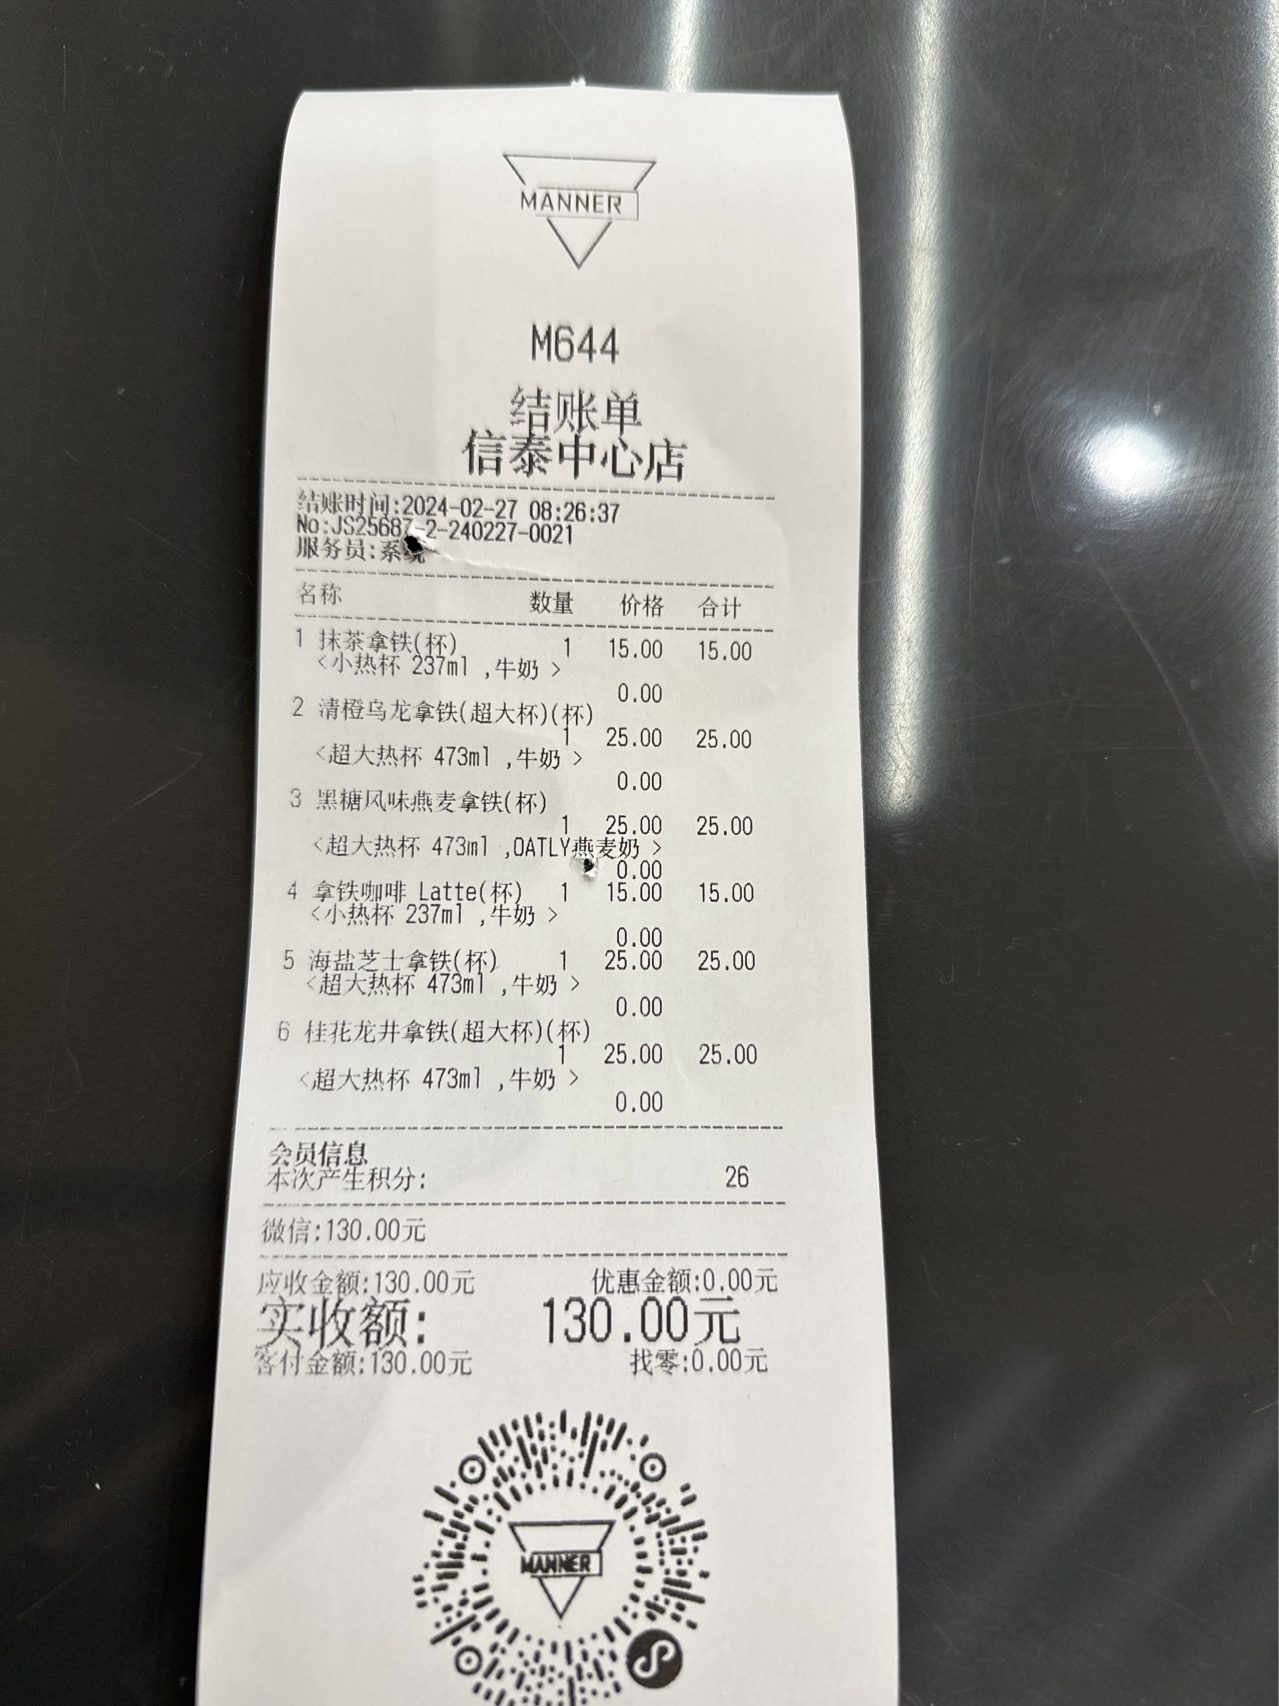 MANNER
M644
结账单
信泰中心店
结账时间:2024-02-27 08:26:37
No:JS25687-2-240227-0021
服务员:系统
名称 数量 价格 合计
1 抹茶拿铁(杯) 1 15.00 15.00
<小热杯 237ml ,牛奶 >
0.00
2 清橙乌龙拿铁(超大杯)(杯)
1 25.00 25.00
<超大热杯 473ml ,牛奶 >
0.00
3 黑糖风味燕麦拿铁(杯)
1 25.00 25.00
<超大热杯 473ml ,OATLY燕麦奶 >
0.00
4 拿铁咖啡 Latte(杯) 1 15.00 15.00
<小热杯 237ml ,牛奶 >
0.00
5 海盐芝士拿铁(杯) 1 25.00 25.00
<超大热杯 473ml ,牛奶 >
0.00
6 桂花龙井拿铁(超大杯)(杯)
1 25.00 25.00
<超大热杯 473ml ,牛奶 >
0.00
会员信息
本次产生积分: 26
微信:130.00元
应收金额:130.00元 优惠金额:0.00元
实收额: 130.00元
客付金额:130.00元 找零:0.00元
MANNER